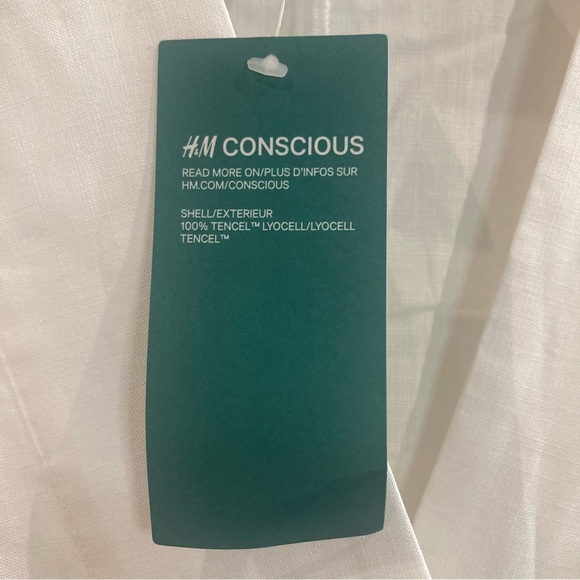 H&M CONSCIOUS
READ MORE ON/PLUS D'INFOS SUR
HM.COM/CONSCIOUS
SHELL/EXTERIEUR
100% TENCEL™ LYOCELL/LYOCELL
TENCEL™